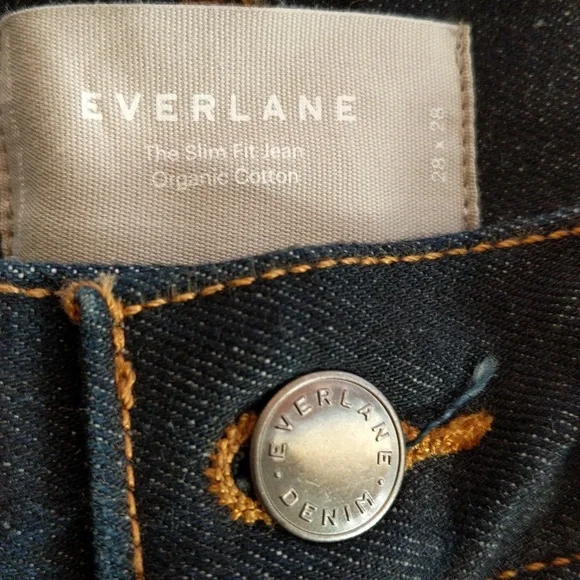 EVERLANE
The Slim Fit Jean
Organic Cotton
28 x 28
EVERLANE
DENIM